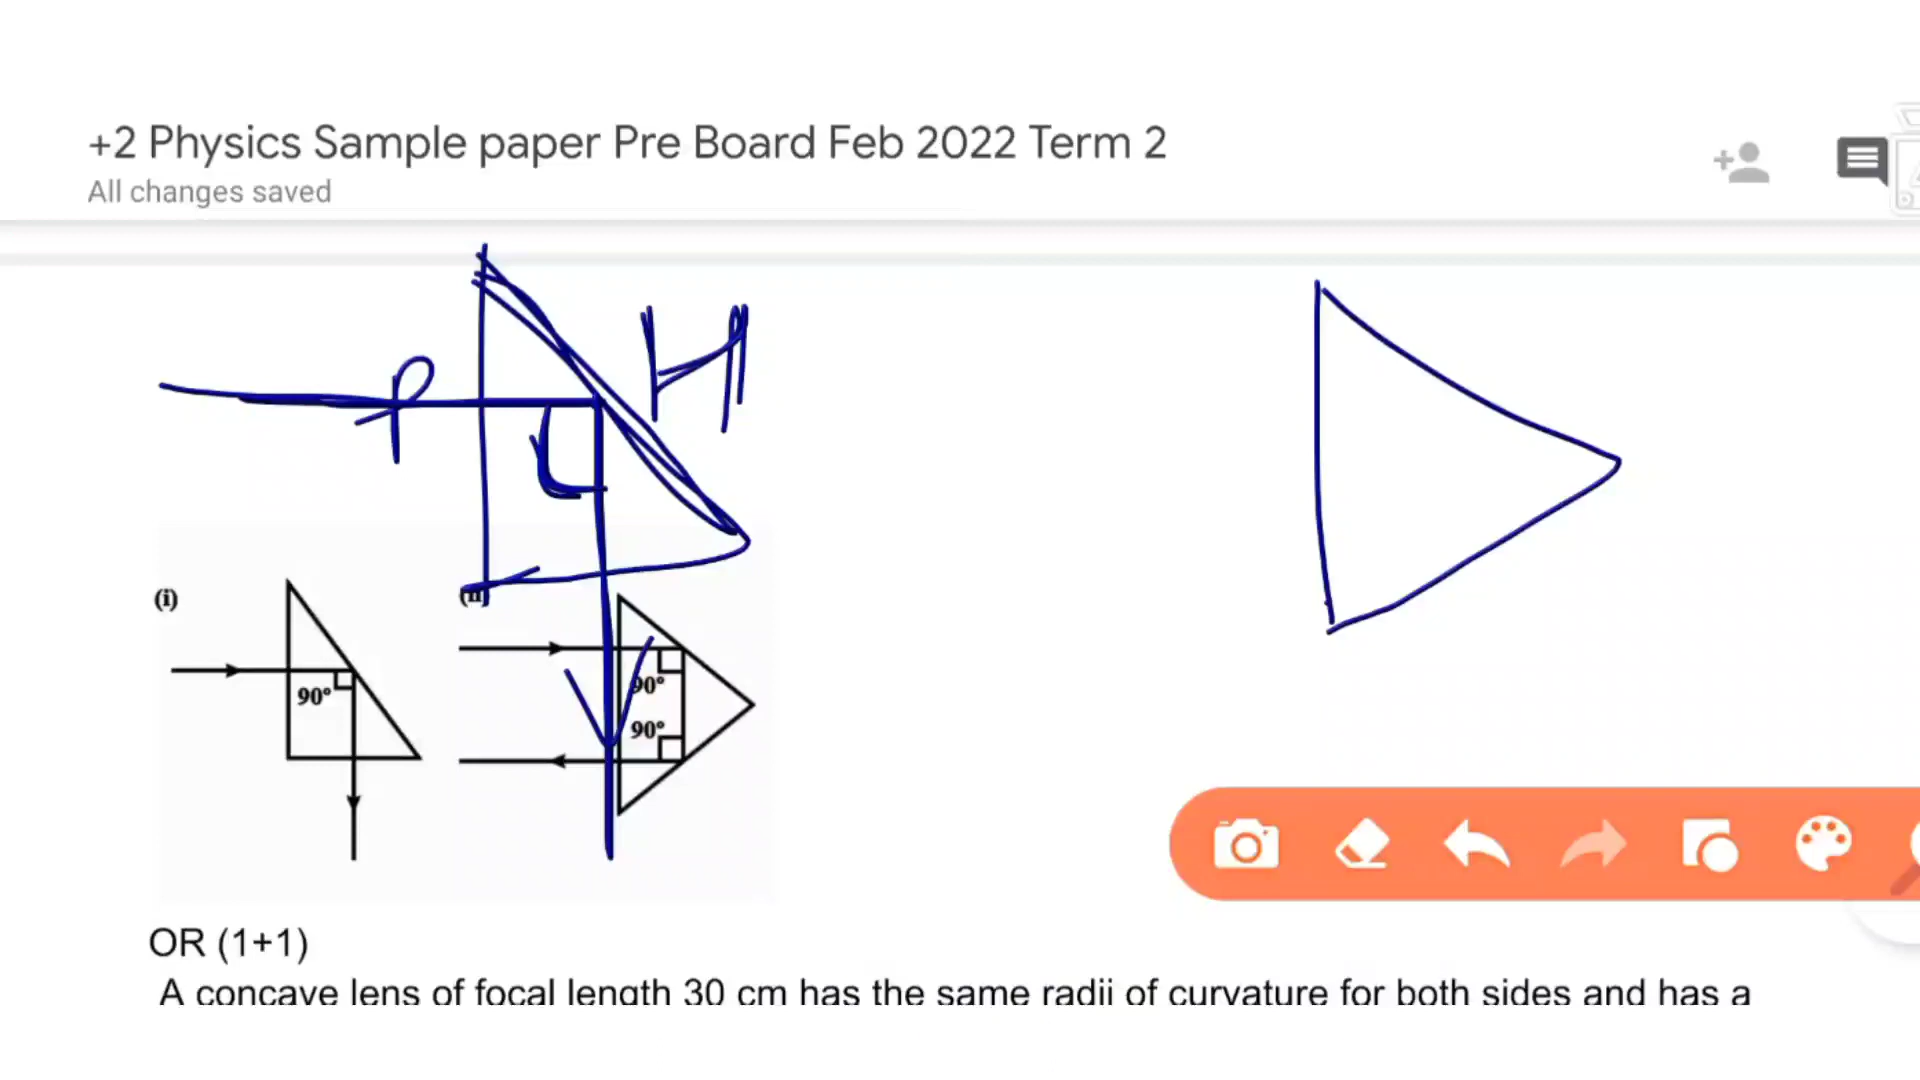 +2 Physics Sample paper Pre Board Feb 2022 Term 2
All changes saved
H
(i)
(ii)
90°
90°
90°
OR (1+1)
A concave lens of focal length 30 cm has the same radii of curvature for both sides and has a